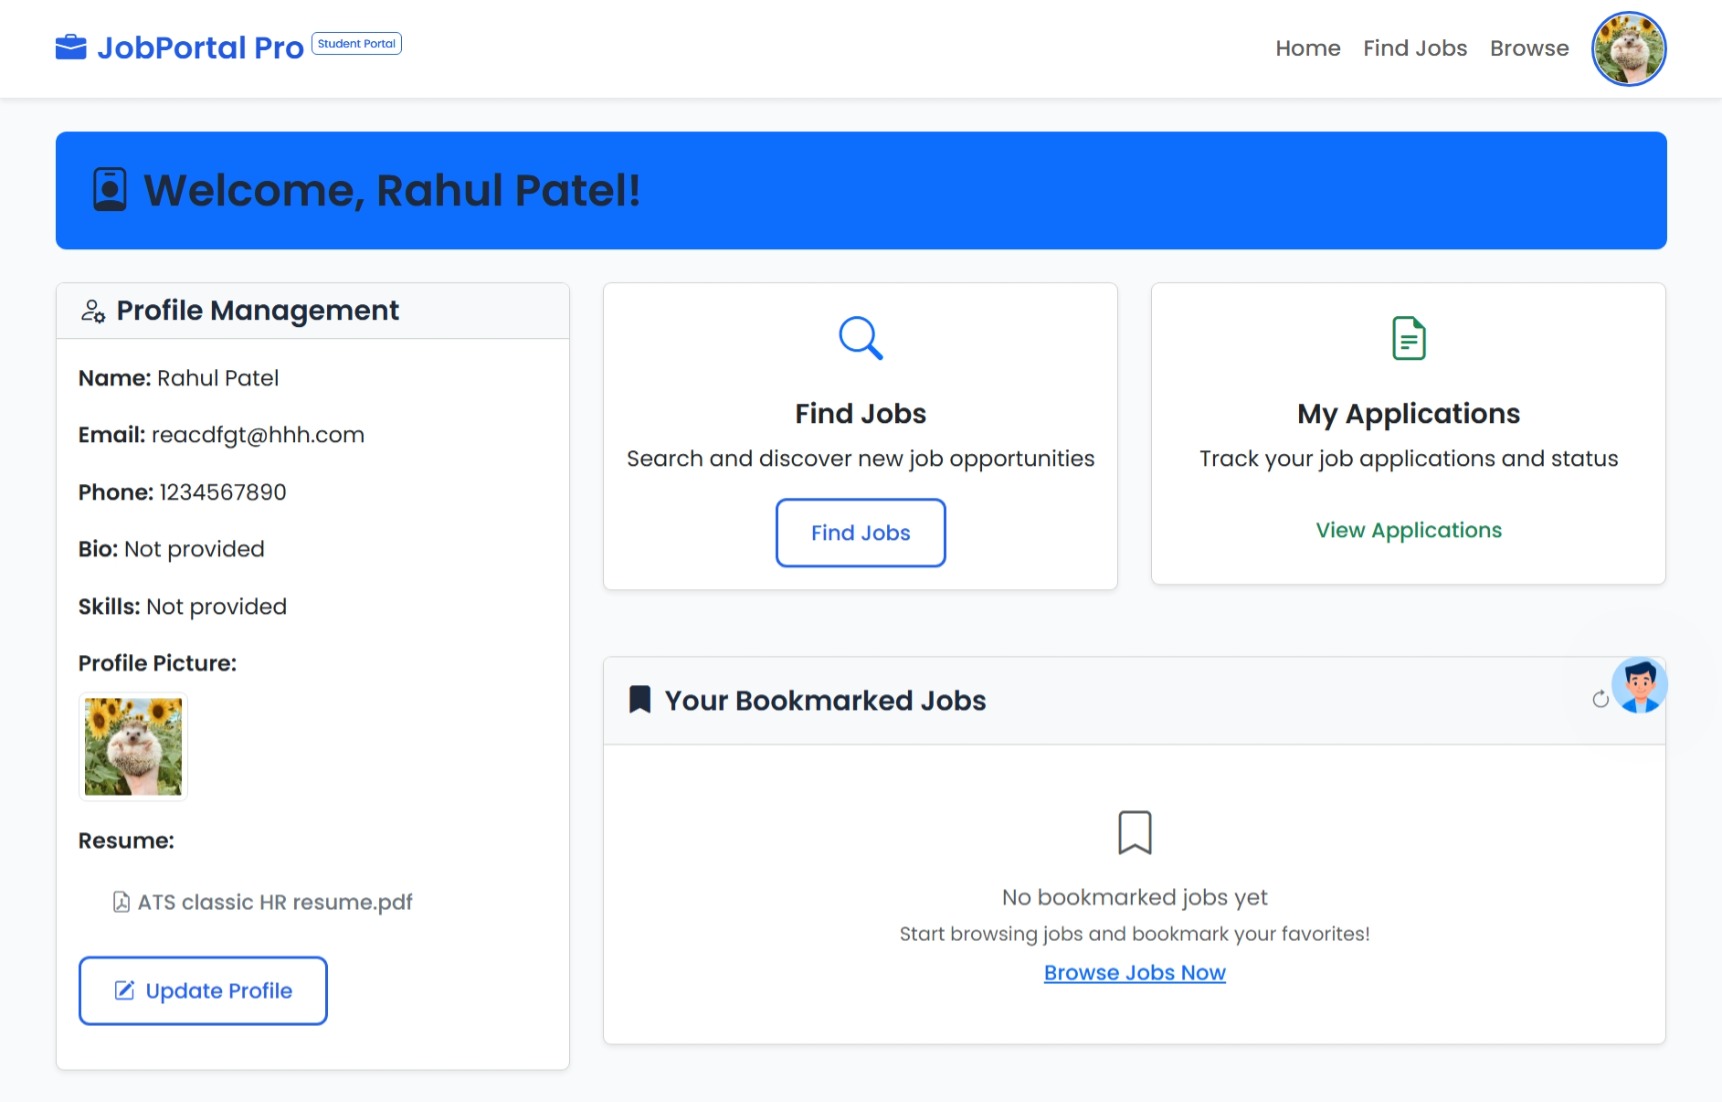 JobPortal Pro Student Portal
Home Find Jobs Browse
Welcome, Rahul Patel!
Profile Management
Name: Rahul Patel
Email: reacdfgt@hhh.com
Phone: 1234567890
Bio: Not provided
Skills: Not provided
Profile Picture:
Resume:
ATS classic HR resume.pdf
Update Profile
Find Jobs
Search and discover new job opportunities
Find Jobs
My Applications
Track your job applications and status
View Applications
Your Bookmarked Jobs
No bookmarked jobs yet
Start browsing jobs and bookmark your favorites!
Browse Jobs Now